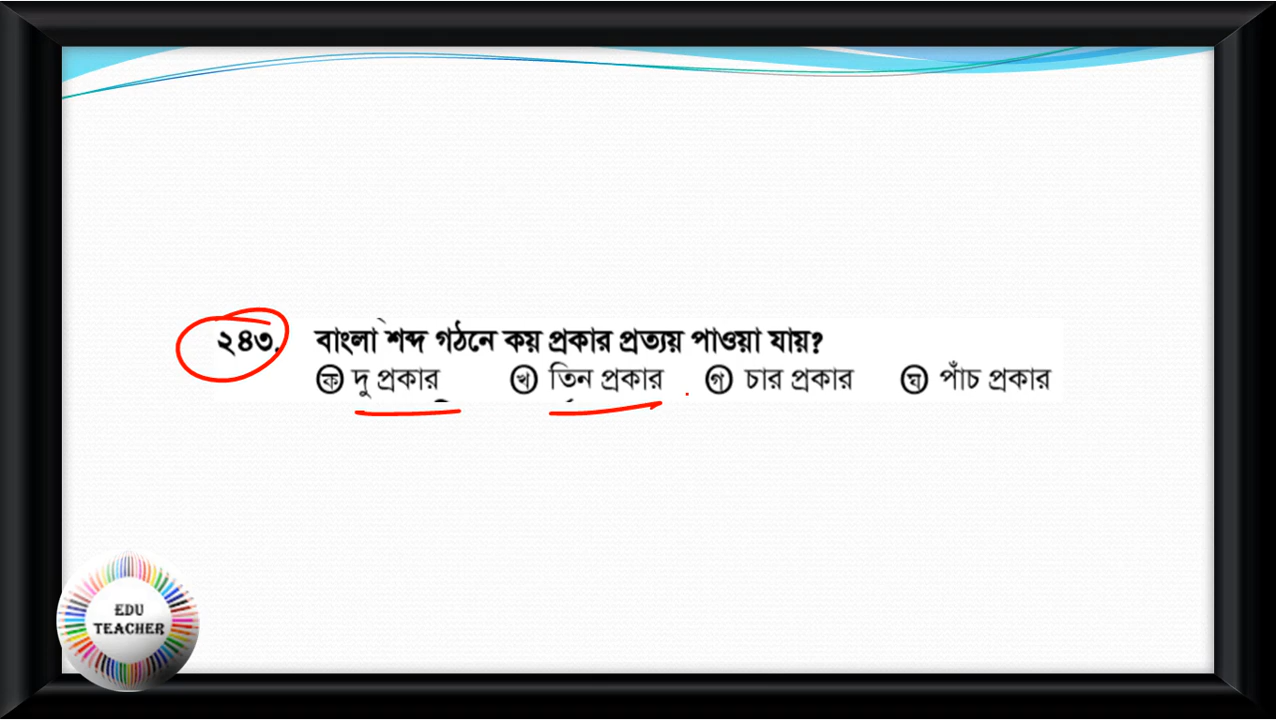 ২৪৩. বাংলা শব্দ গঠনে কয় প্রকার প্রত্যয় পাওয়া যায়?
ক দু প্রকার খ তিন প্রকার গ চার প্রকার ঘ পাঁচ প্রকার
EDU
TEACHER